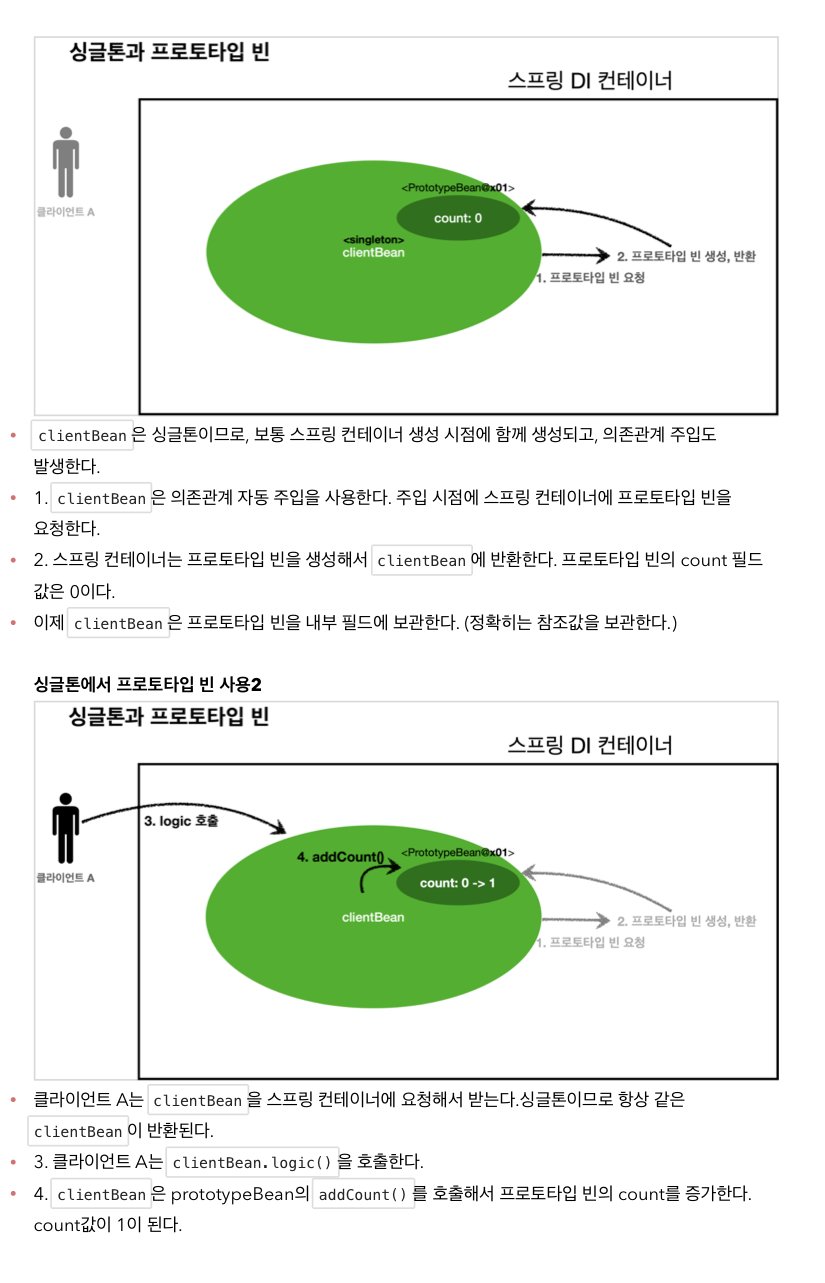 싱글톤과 프로토타입 빈
스프링 DI 컨테이너
클라이언트 A
<PrototypeBean@x01>
count: 0
<singleton>
clientBean
2. 프로토타입 빈 생성, 반환
1. 프로토타입 빈 요청
• clientBean 은 싱글톤이므로, 보통 스프링 컨테이너 생성 시점에 함께 생성되고, 의존관계 주입도
발생한다.
• 1. clientBean 은 의존관계 자동 주입을 사용한다. 주입 시점에 스프링 컨테이너에 프로토타입 빈을
요청한다.
• 2. 스프링 컨테이너는 프로토타입 빈을 생성해서 clientBean 에 반환한다. 프로토타입 빈의 count 필드
값은 0이다.
• 이제 clientBean 은 프로토타입 빈을 내부 필드에 보관한다. (정확히는 참조값을 보관한다.)
싱글톤에서 프로토타입 빈 사용2
싱글톤과 프로토타입 빈
스프링 DI 컨테이너
3. logic 호출
클라이언트 A
4. addCount()
<PrototypeBean@x01>
count: 0 -> 1
clientBean
2. 프로토타입 빈 생성, 반환
1. 프로토타입 빈 요청
• 클라이언트 A는 clientBean 을 스프링 컨테이너에 요청해서 받는다.싱글톤이므로 항상 같은
clientBean 이 반환된다.
• 3. 클라이언트 A는 clientBean.logic() 을 호출한다.
• 4. clientBean 은 prototypeBean의 addCount() 를 호출해서 프로토타입 빈의 count를 증가한다.
count값이 1이 된다.